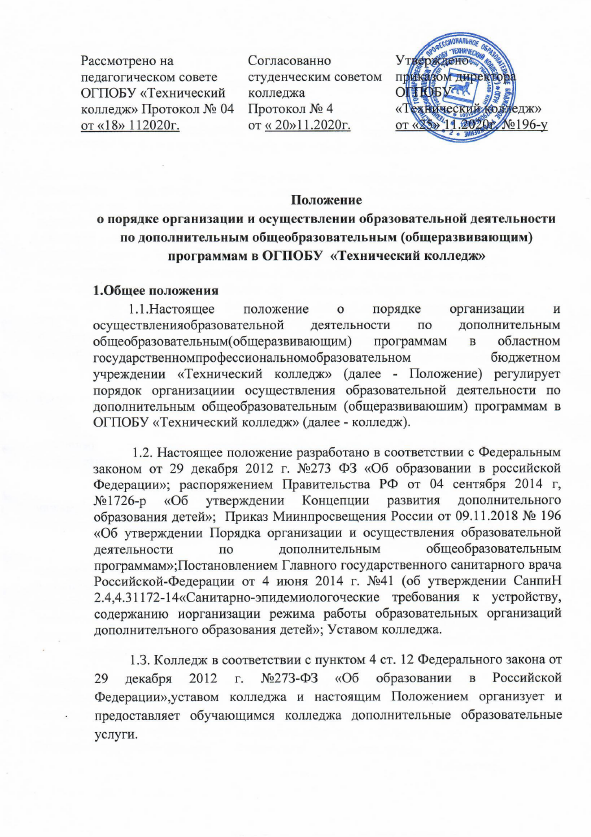 Рассмотрено на
педагогическом совете
ОГПОБУ «Технический
колледж» Протокол № 04
от «18» 112020г.
Согласованно
студенческим советом
колледжа
Протокол № 4
от « 20»11.2020г.
Утверждено
приказом директора
ОГПОБУ
«Технический колледж»
от «25» 11.2020г. №196-у
Положение
о порядке организации и осуществлении образовательной деятельности
по дополнительным общеобразовательным (общеразвивающим)
программам в ОГПОБУ «Технический колледж»
1.Общее положения
1.1.Настоящее положение о порядке организации и
осуществленияобразовательной деятельности по дополнительным
общеобразовательным(общеразвивающим) программам в областном
государственномпрофессиональномобразовательном бюджетном
учреждении «Технический колледж» (далее - Положение) регулирует
порядок организациии осуществления образовательной деятельности по
дополнительным общеобразовательным (общеразвиваюшим) программам в
ОГПОБУ «Технический колледж» (далее - колледж).
1.2. Настоящее положение разработано в соответствии с Федеральным
законом от 29 декабря 2012 г. №273 ФЗ «Об образовании в российской
Федерации»; распоряжением Правительства РФ от 04 сентября 2014 г,
№1726-р «Об утверждении Концепции развития дополнительного
образования детей»; Приказ Миинпросвещения России от 09.11.2018 № 196
«Об утверждении Порядка организации и осуществления образовательной
деятельности по дополнительным общеобразовательным
программам»;Постановлением Главного государственного санитарного врача
Российской-Федерации от 4 июня 2014 г. №41 (об утверждении СанпиН
2.4,4.31172-14«Санитарно-эпидемиологоческие требования к устройству,
содержанию иорганизации режима работы образовательных организаций
дополнительного образования детей»; Уставом колледжа.
1.3. Колледж в соответствии с пунктом 4 ст. 12 Федерального закона от
29 декабря 2012 г. №273-ФЗ «Об образовании в Российской
Федерации»,уставом колледжа и настоящим Положением организует и
предоставляет обучающимся колледжа дополнительные образовательные
услуги.